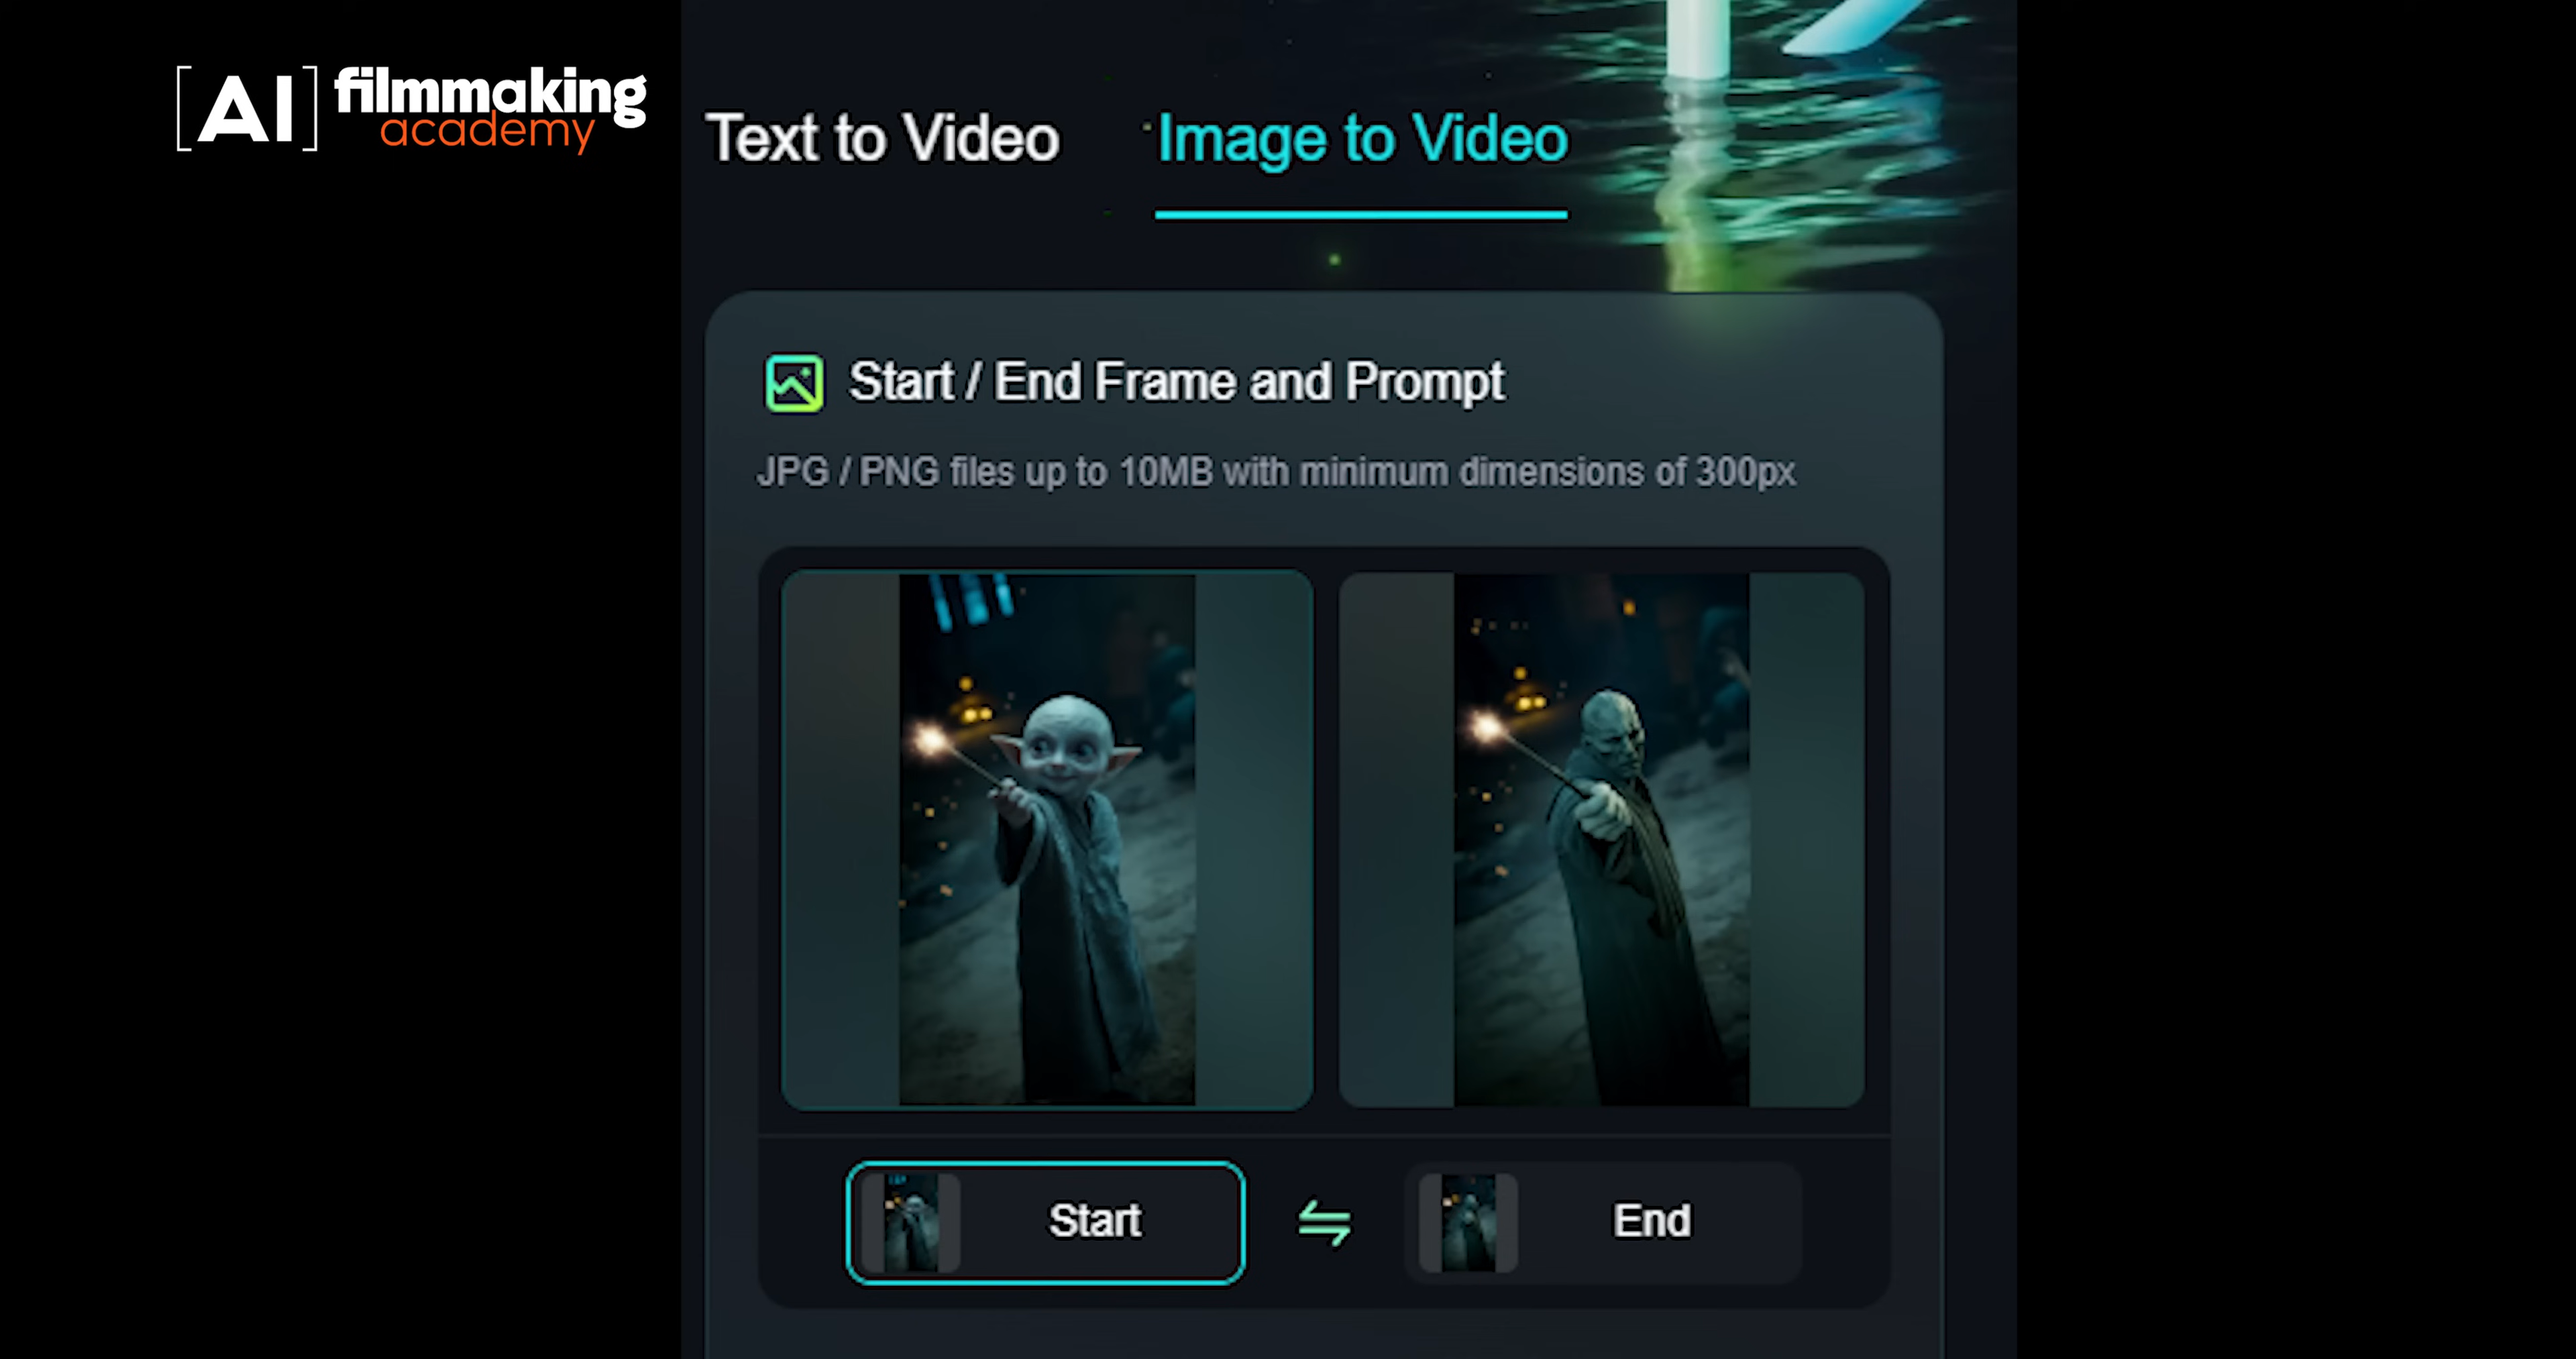 [AI] filmmaking
academy
Text to Video
Image to Video
Start / End Frame and Prompt
JPG / PNG files up to 10MB with minimum dimensions of 300px
Start
End